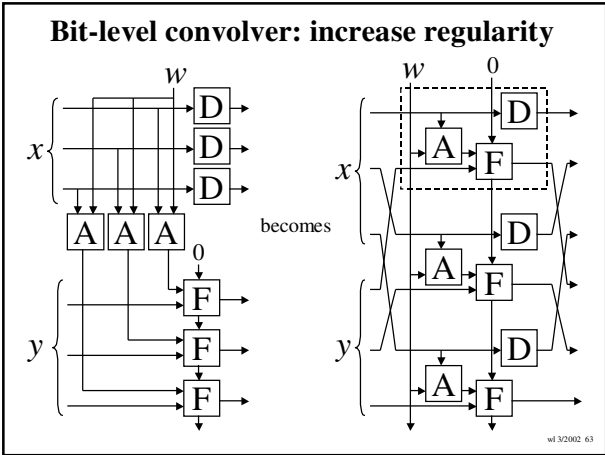 Bit-level convolver: increase regularity
w
x
D
D
D
A A A
0
y
F
F
F
becomes
w 0
x
D
A F
D
A F
y
D
A F
wl 3/2002 63